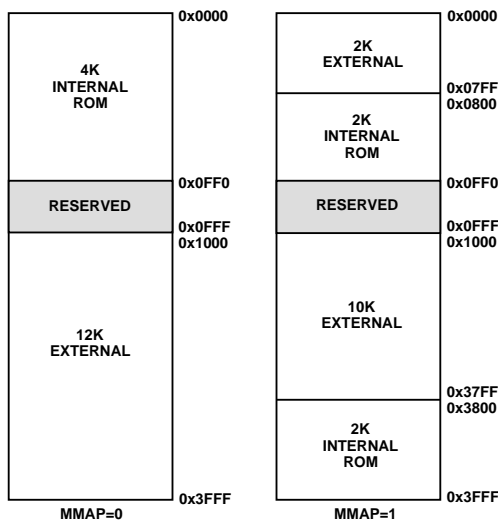 0x0000
4K
INTERNAL
ROM
0x0FF0
RESERVED
0x0FFF
0x1000
12K
EXTERNAL
0x3FFF
MMAP=0
0x0000
2K
EXTERNAL
0x07FF
0x0800
2K
INTERNAL
ROM
0x0FF0
RESERVED
0x0FFF
0x1000
10K
EXTERNAL
0x37FF
0x3800
2K
INTERNAL
ROM
0x3FFF
MMAP=1